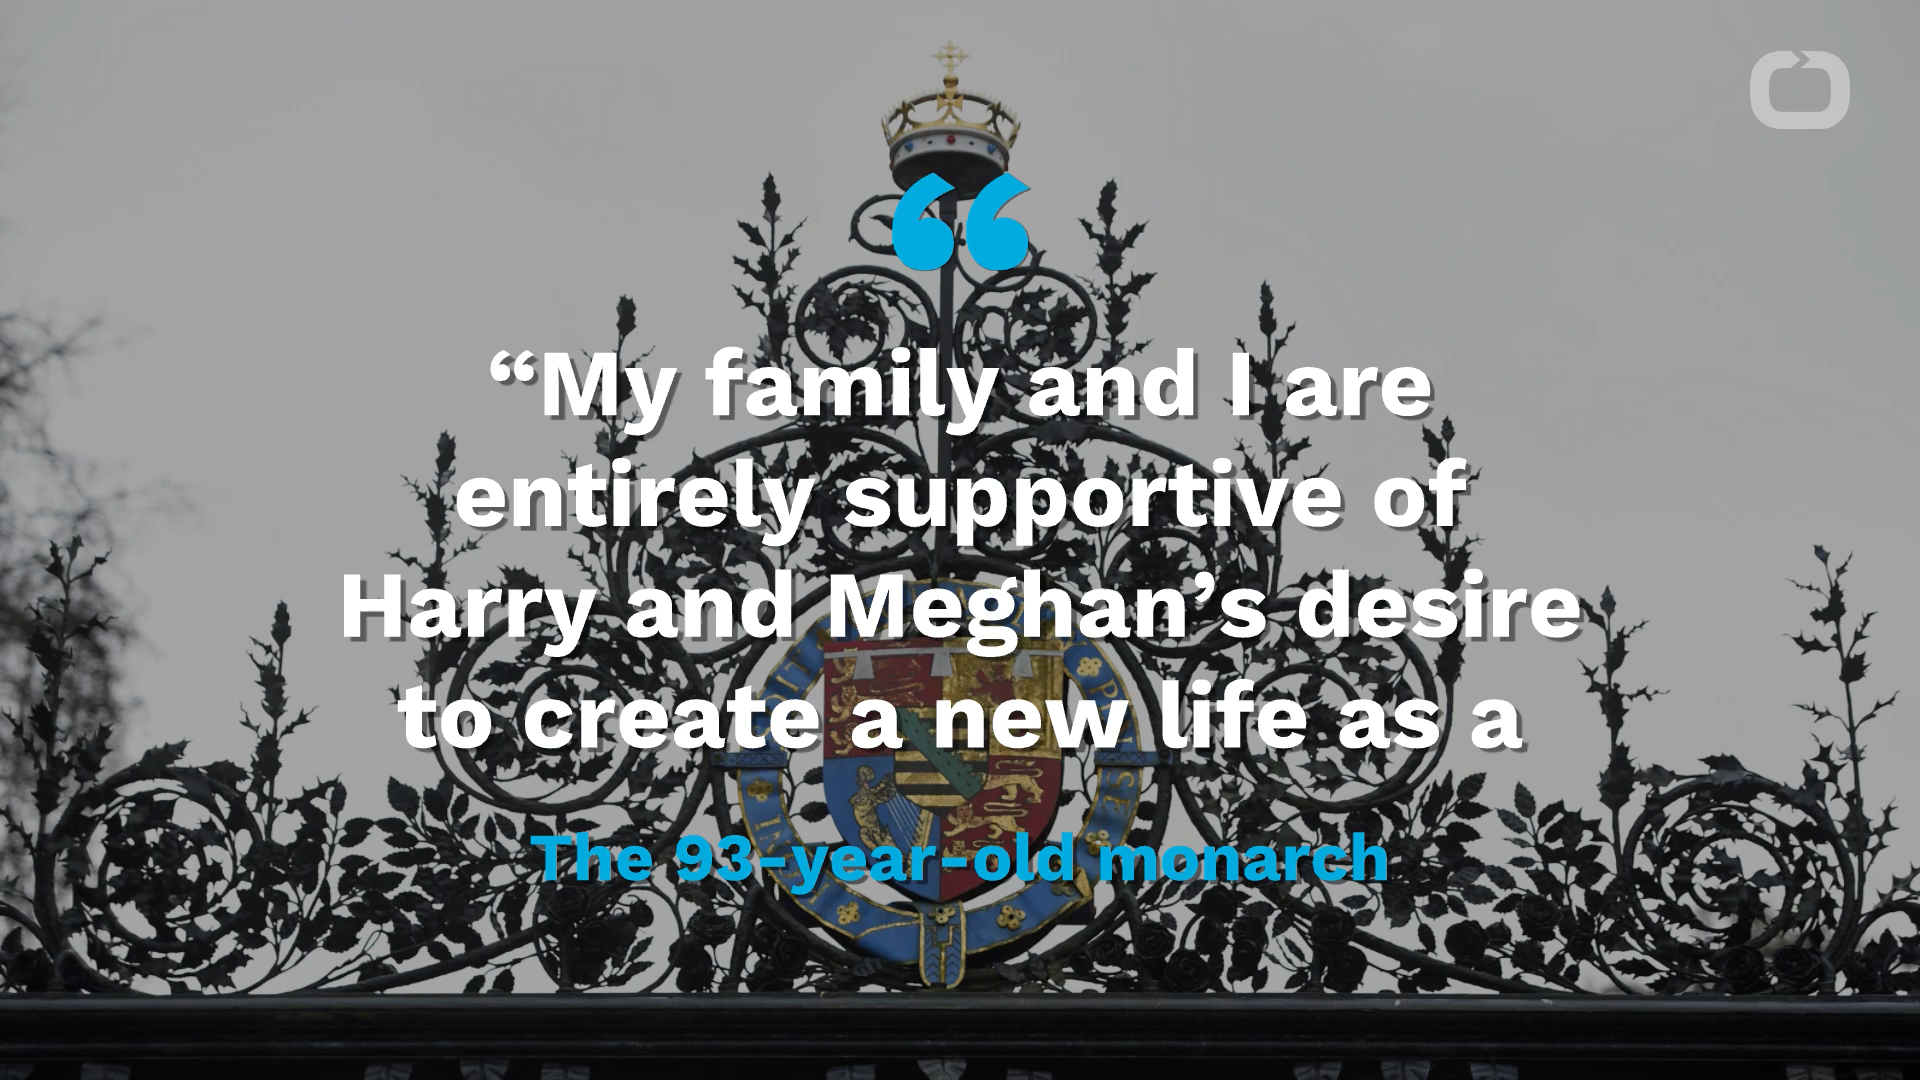 “My family and I are
entirely supportive of
Harry and Meghan’s desire
to create a new life as a
The 93-year-old monarch